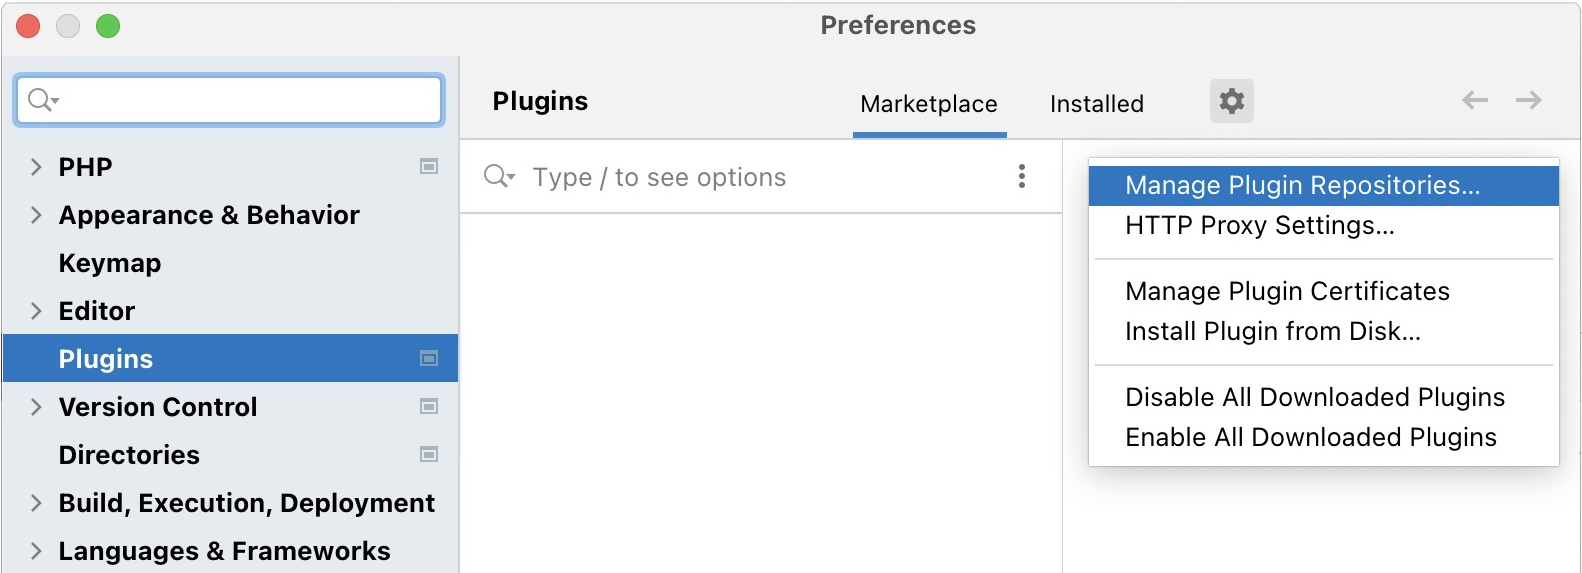 Preferences
PHP
Appearance & Behavior
Keymap
Editor
Plugins
Version Control
Directories
Build, Execution, Deployment
Languages & Frameworks
Plugins
Marketplace
Installed
Type / to see options
Manage Plugin Repositories...
HTTP Proxy Settings...
Manage Plugin Certificates
Install Plugin from Disk...
Disable All Downloaded Plugins
Enable All Downloaded Plugins